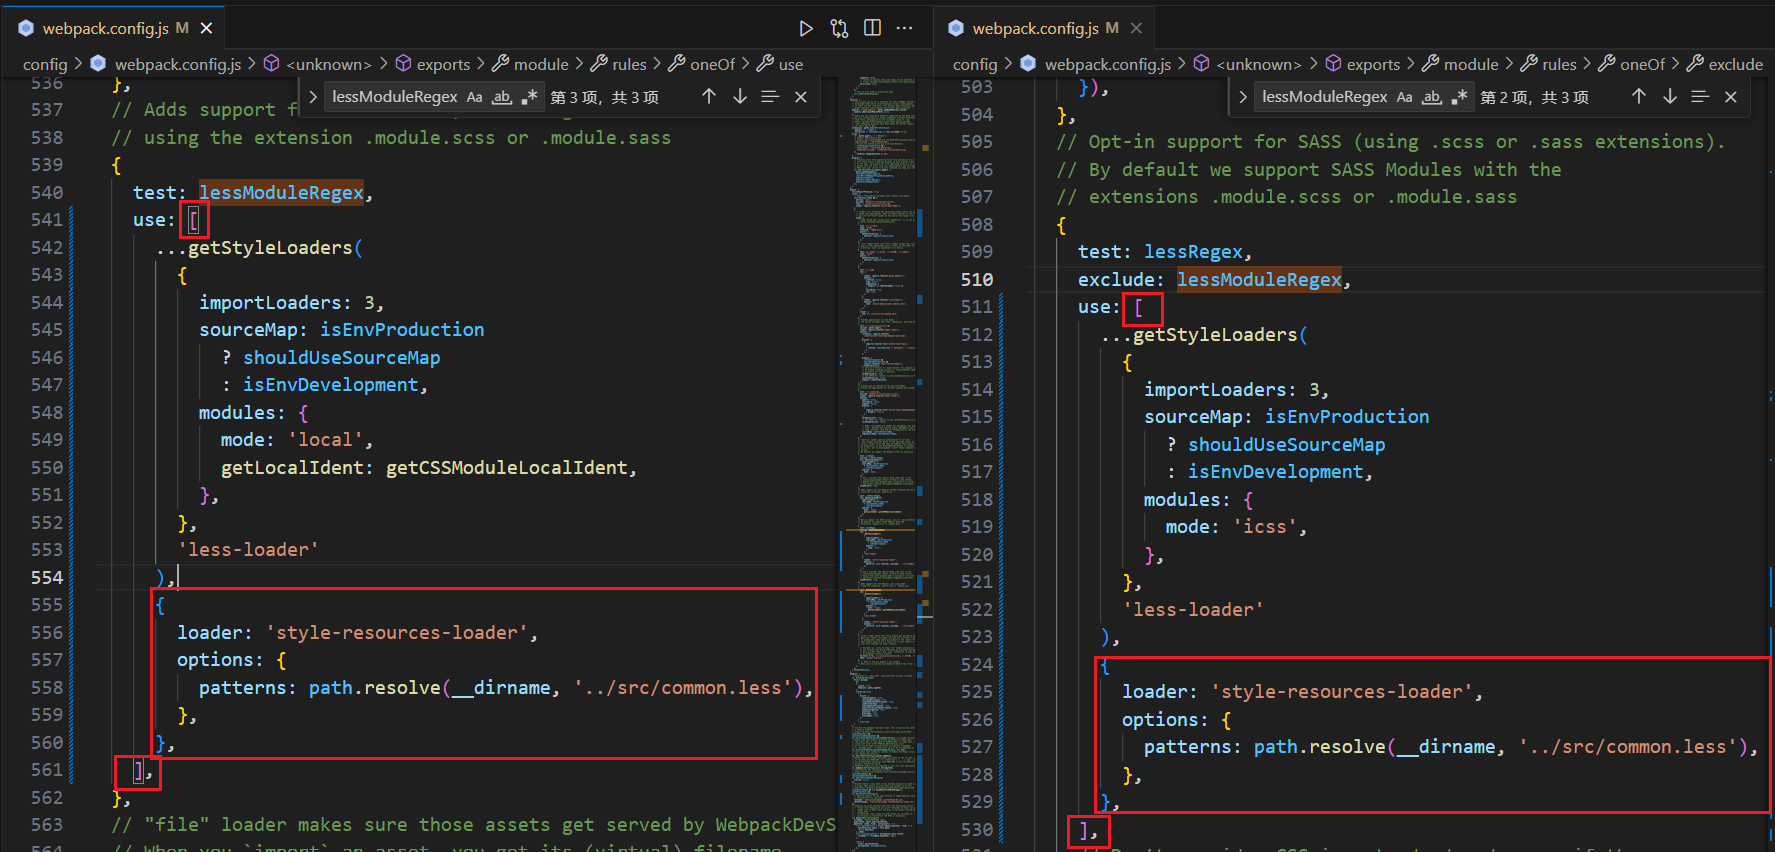 webpack.config.js M
config > webpack.config.js > <unknown> > exports > module > rules > oneOf > use
lessModuleRegex Aa ab .* 第 3 项，共 3 项
536 },
537 // Adds support f
538 // using the extension .module.scss or .module.sass
539 {
540 test: lessModuleRegex,
541 use: [
542 ...getStyleLoaders(
543 {
544 importLoaders: 3,
545 sourceMap: isEnvProduction
546 ? shouldUseSourceMap
547 : isEnvDevelopment,
548 modules: {
549 mode: 'local',
550 getLocalIdent: getCSSModuleLocalIdent,
551 },
552 },
553 'less-loader'
554 ),
555 {
556 loader: 'style-resources-loader',
557 options: {
558 patterns: path.resolve(__dirname, '../src/common.less'),
559 },
560 },
561 ],
562 },
563 // "file" loader makes sure those assets get served by WebpackDevS
564 // When you `import` an asset, you get its (virtual) filename
webpack.config.js M
config > webpack.config.js > <unknown> > exports > module > rules > oneOf > exclude
lessModuleRegex Aa ab .* 第 2 项，共 3 项
503 }),
504 },
505 // Opt-in support for SASS (using .scss or .sass extensions).
506 // By default we support SASS Modules with the
507 // extensions .module.scss or .module.sass
508 {
509 test: lessRegex,
510 exclude: lessModuleRegex,
511 use: [
512 ...getStyleLoaders(
513 {
514 importLoaders: 3,
515 sourceMap: isEnvProduction
516 ? shouldUseSourceMap
517 : isEnvDevelopment,
518 modules: {
519 mode: 'icss',
520 },
521 },
522 'less-loader'
523 ),
524 {
525 loader: 'style-resources-loader',
526 options: {
527 patterns: path.resolve(__dirname, '../src/common.less'),
528 },
529 },
530 ],